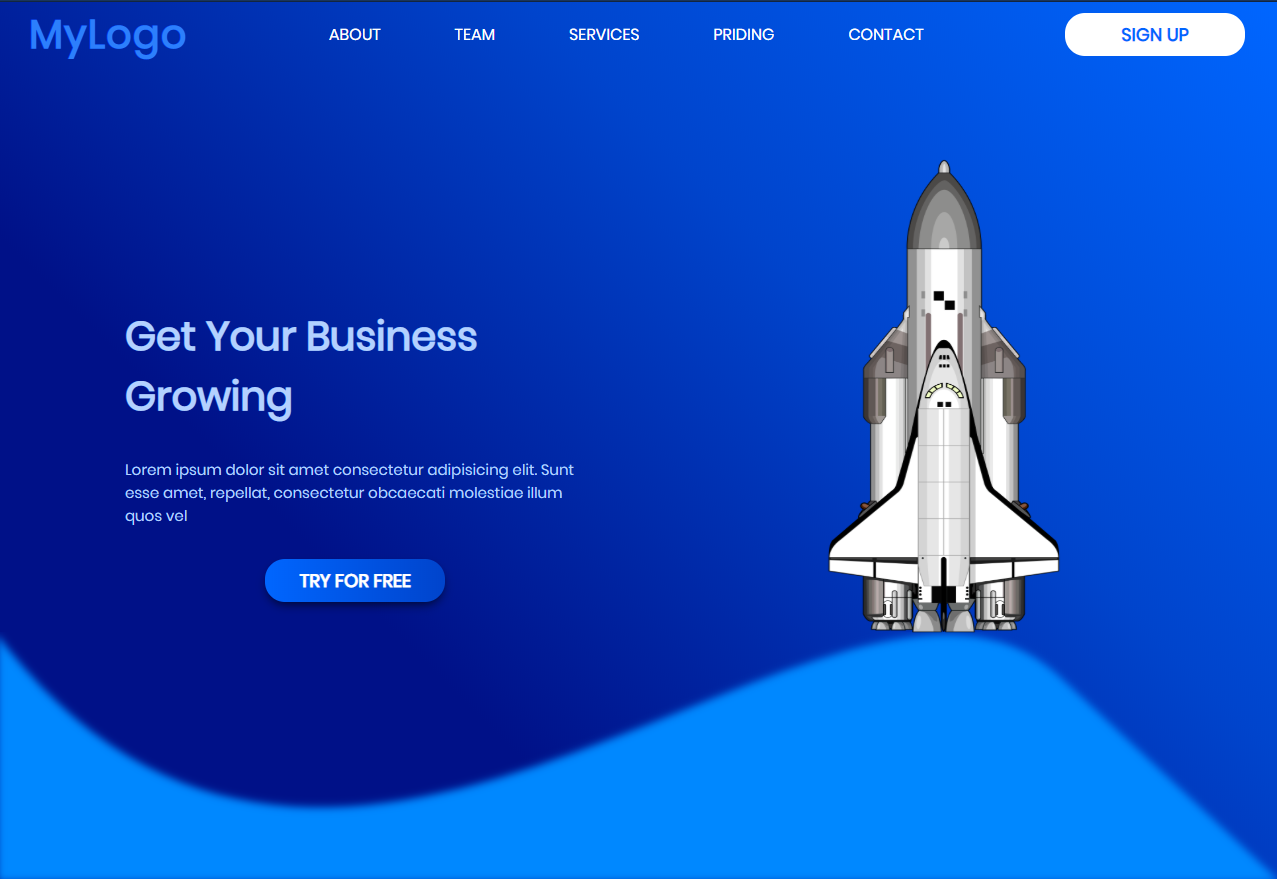 MyLogo
ABOUT
TEAM
SERVICES
PRIDING
CONTACT
SIGN UP
Get Your Business
Growing
Lorem ipsum dolor sit amet consectetur adipisicing elit. Sunt
esse amet, repellat, consectetur obcaecati molestiae illum
quos vel
TRY FOR FREE